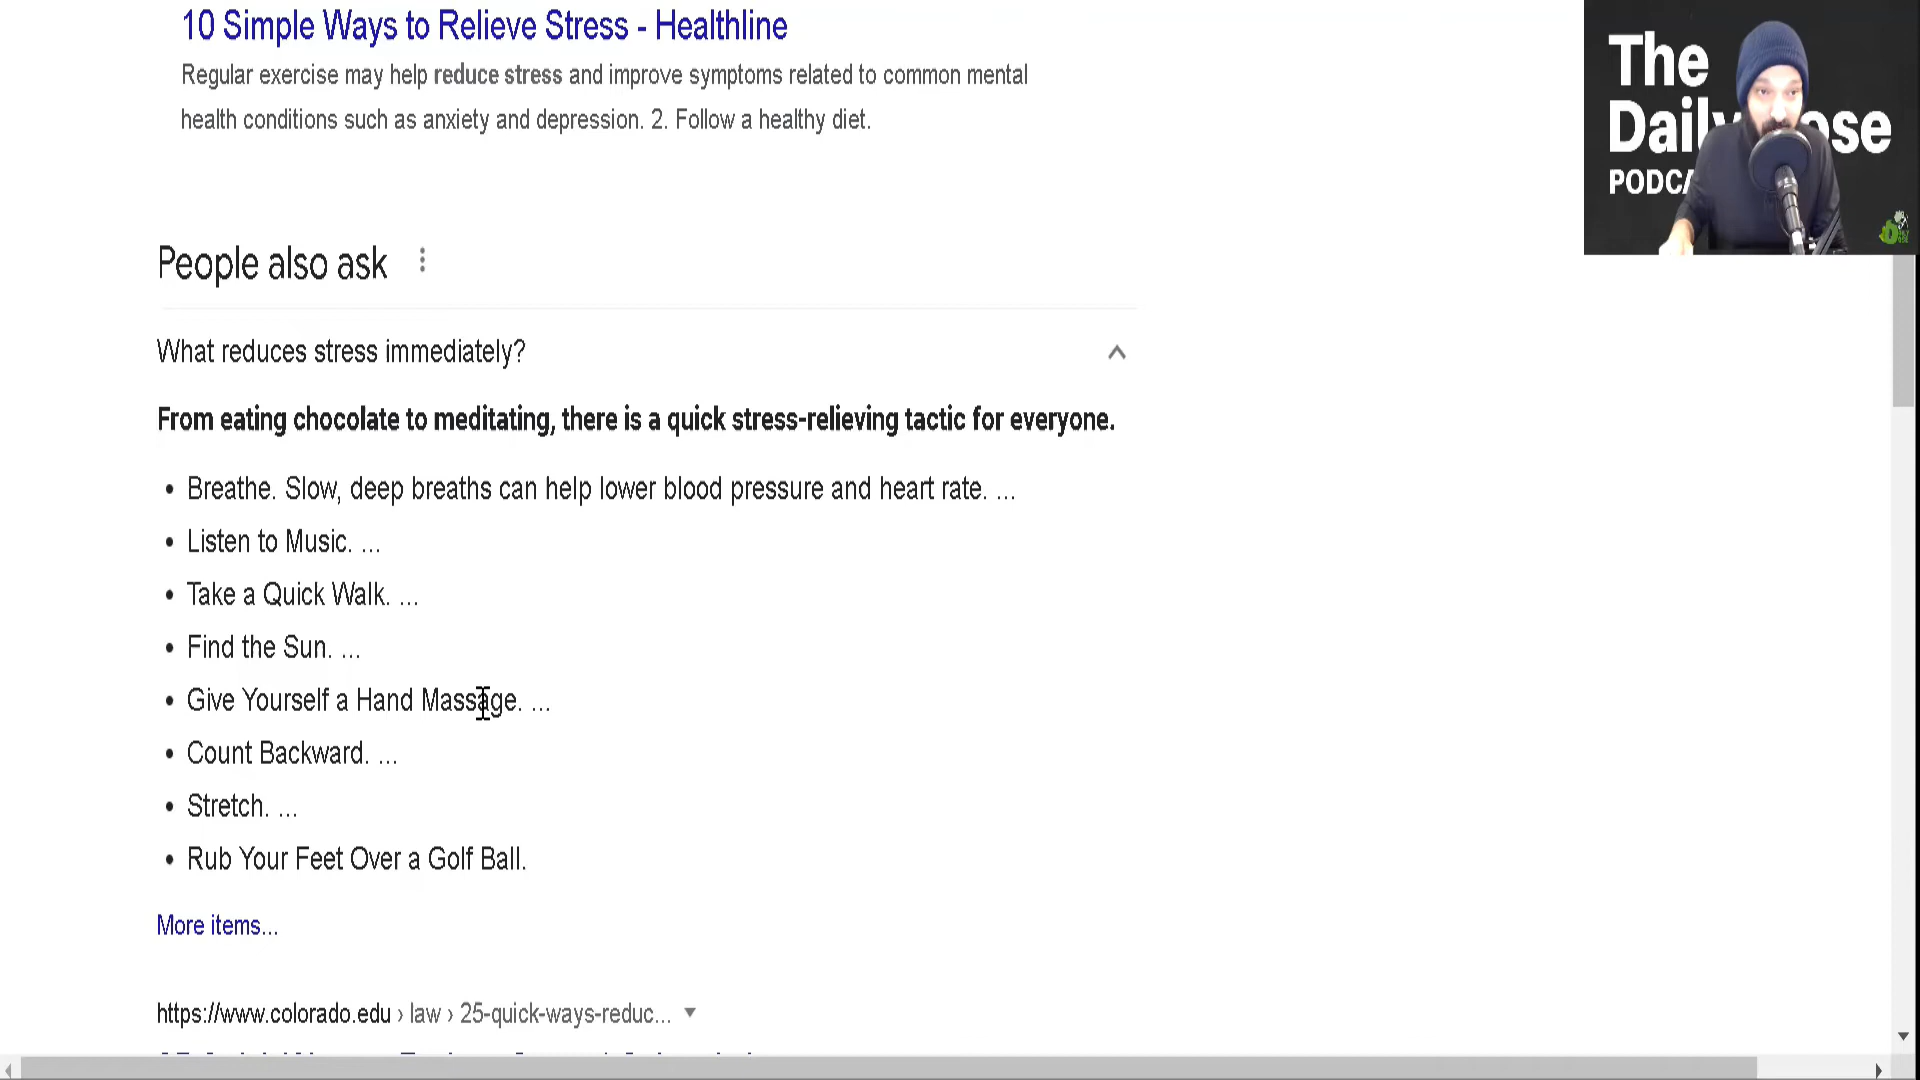 10 Simple Ways to Relieve Stress - Healthline
Regular exercise may help reduce stress and improve symptoms related to common mental
health conditions such as anxiety and depression. 2. Follow a healthy diet.
The
Daily
PODCA
People also ask
What reduces stress immediately?
From eating chocolate to meditating, there is a quick stress-relieving tactic for everyone.
• Breathe. Slow, deep breaths can help lower blood pressure and heart rate. ...
• Listen to Music. ...
• Take a Quick Walk. ...
• Find the Sun. ...
• Give Yourself a Hand Massage. ...
• Count Backward. ...
• Stretch. ...
• Rub Your Feet Over a Golf Ball.
More items...
https://www.colorado.edu › law › 25-quick-ways-reduc...